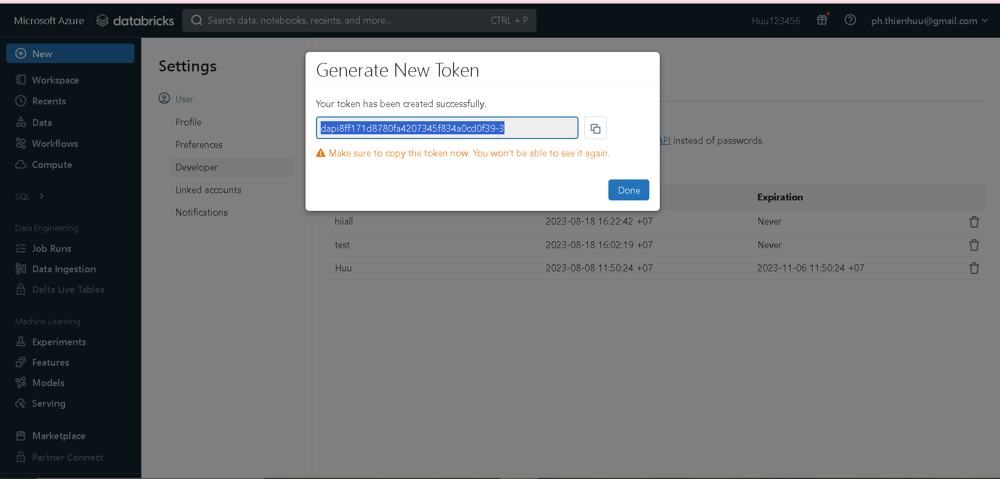 Microsoft Azure
databricks
Search data, notebooks, recents, and more...
CTRL + P
Huu123456
ph.thienhuu@gmail.com
New
Workspace
Recents
Data
Workflows
Compute
SQL
Data Engineering
Job Runs
Data Ingestion
Delta Live Tables
Machine Learning
Experiments
Features
Models
Serving
Marketplace
Partner Connect
Settings
User
Profile
Preferences
Developer
Linked accounts
Notifications
Generate New Token
Your token has been created successfully.
dapi8ff171d8780fa4207345f834a0cd0f39-3
Make sure to copy the token now. You won't be able to see it again.
Done
API instead of passwords.
Expiration
hiiall 2023-08-18 16:22:42 +07 Never
test 2023-08-18 16:02:19 +07 Never
Huu 2023-08-08 11:50:24 +07 2023-11-06 11:50:24 +07